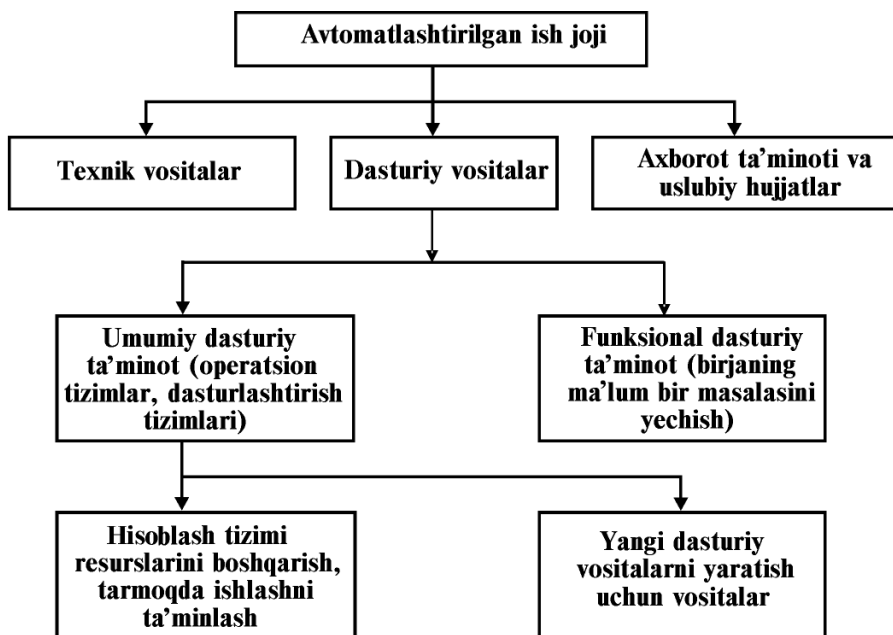 Avtomatlashtirilgan ish joji
Texnik vositalar
Dasturiy vositalar
Axborot ta’minoti va
uslubiy hujjatlar
Umumiy dasturiy
ta’minot (operatsion
tizimlar, dasturlashtirish
tizimlari)
Funksional dasturiy
ta’minot (birjaning
ma’lum bir masalasini
yechish)
Hisoblash tizimi
resurslarini boshqarish,
tarmoqda ishlashni
ta’minlash
Yangi dasturiy
vositalarni yaratish
uchun vositalar